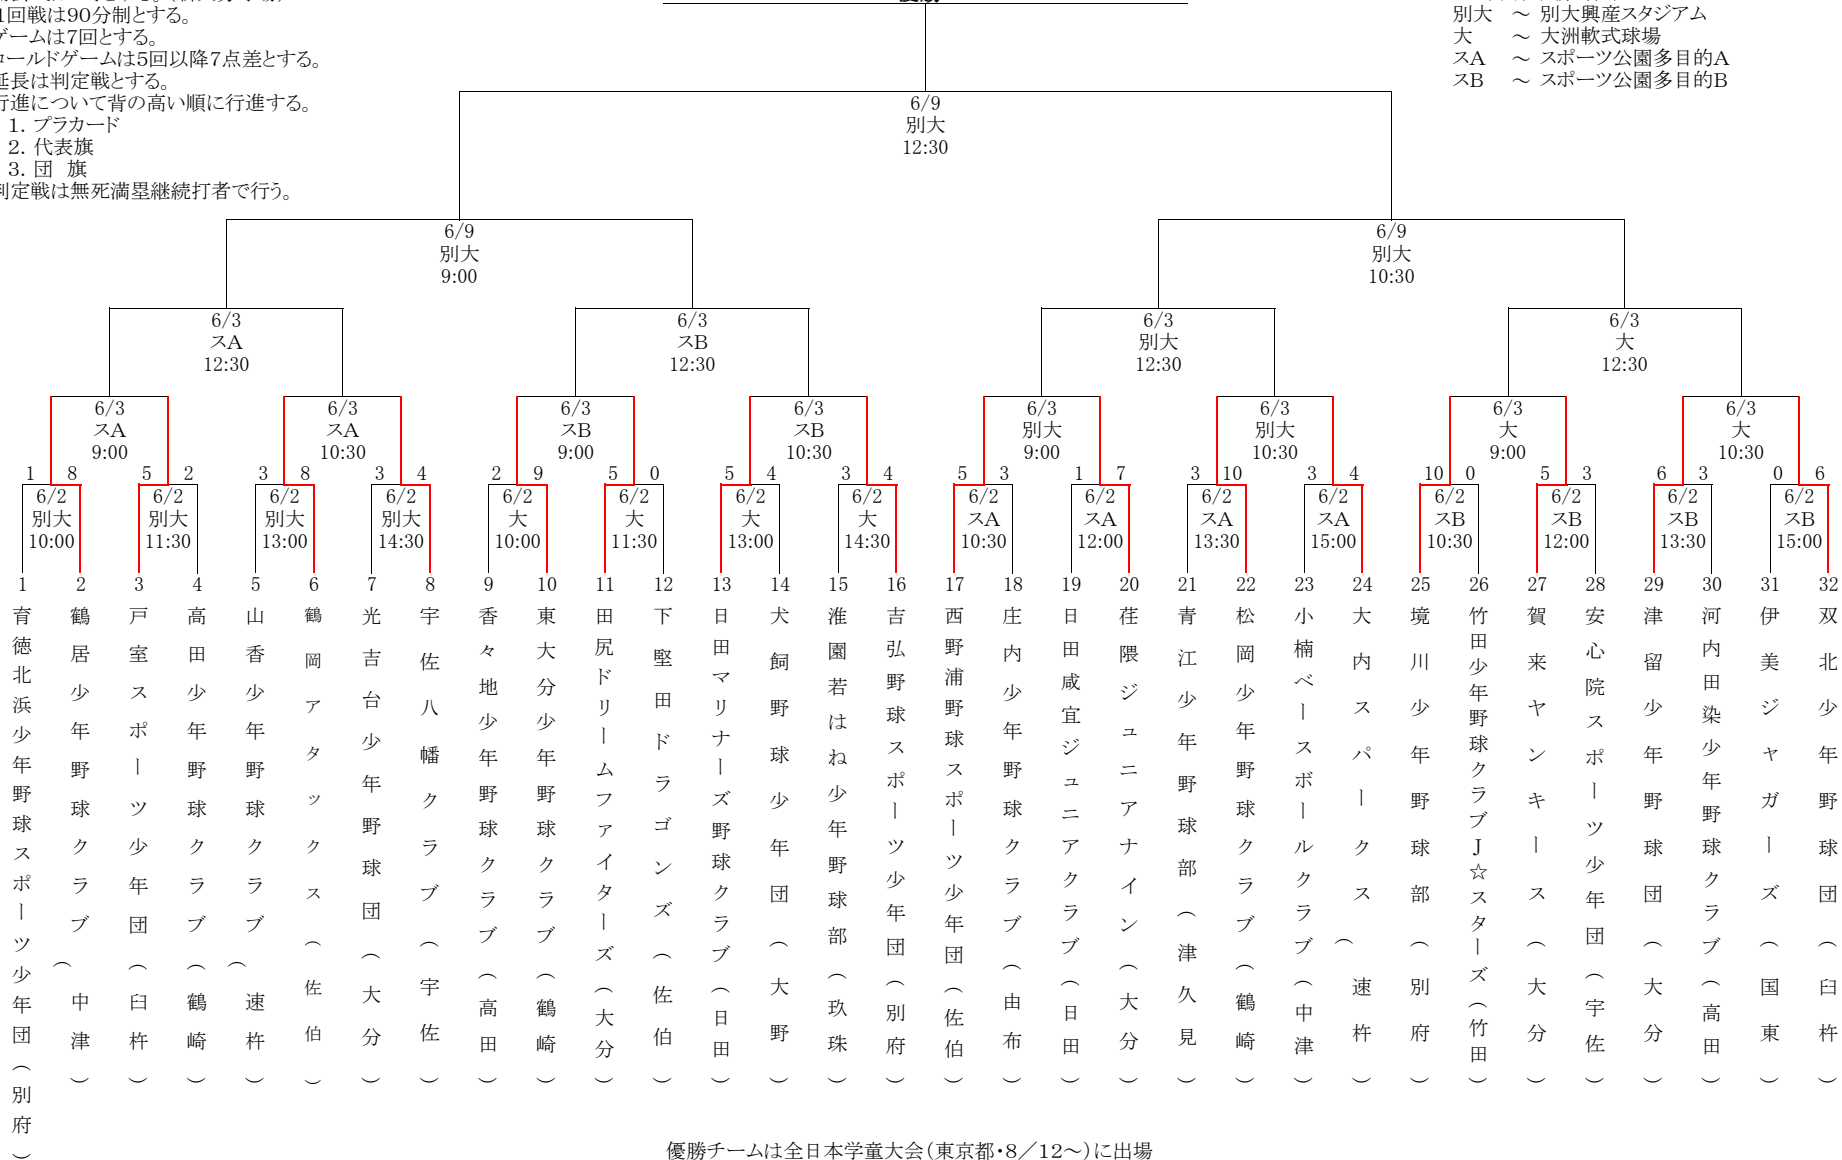 1回戦は90分制とする。
ゲームは7回とする。
コールドゲームは5回以降7点差とする。
延長は判定戦とする。
行進について背の高い順に行進する。
1. プラカード
2. 代表旗
3. 団 旗
判定戦は無死満塁継続打者で行う。
別大 ～ 別大興産スタジアム
大 ～ 大洲軟式球場
スA ～ スポーツ公園多目的A
スB ～ スポーツ公園多目的B
6/9
別大
12:30
6/9 6/9
別大 別大
9:00 10:30
6/3 6/3 6/3 6/3
スA スB 別大 大
12:30 12:30 12:30 12:30
6/3 6/3 6/3 6/3 6/3 6/3 6/3 6/3
スA スA スB スB 別大 別大 大 大
9:00 10:30 9:00 10:30 9:00 10:30 9:00 10:30
1 8 5 2 3 8 3 4 2 9 5 0 5 4 3 4 5 3 1 7 3 10 3 4 10 0 5 3 6 3 0 6
6/2 6/2 6/2 6/2 6/2 6/2 6/2 6/2 6/2 6/2 6/2 6/2 6/2 6/2 6/2 6/2
別大 別大 別大 別大 大 大 大 大 スA スA スA スA スB スB スB スB
10:00 11:30 13:00 14:30 10:00 11:30 13:00 14:30 10:30 12:00 13:30 15:00 10:30 12:00 13:30 15:00
1 育徳北浜少年野球スポーツ少年団(別府)
2 鶴居少年野球クラブ(中津)
3 戸室スポーツ少年団(臼杵)
4 高田少年野球クラブ(鶴崎)
5 山香少年野球クラブ(速杵)
6 鶴岡アタックス(佐伯)
7 光吉台少年野球団(大分)
8 宇佐八幡クラブ(宇佐)
9 香々地少年野球クラブ(高田)
10 東大分少年野球クラブ(鶴崎)
11 田尻ドリームファイターズ(大分)
12 下堅田ドラゴンズ(佐伯)
13 日田マリナーズ野球クラブ(日田)
14 犬飼野球少年団(大野)
15 淮園若はね少年野球部(玖珠)
16 吉弘野球スポーツ少年団(別府)
17 西野浦野球スポーツ少年団(佐伯)
18 庄内少年野球クラブ(由布)
19 日田咸宜ジュニアクラブ(日田)
20 荏隈ジュニアナイン(大分)
21 青江少年野球部(津久見)
22 松岡少年野球クラブ(鶴崎)
23 小楠ベースボールクラブ(中津)
24 大内スパークス(速杵)
25 境川少年野球部(別府)
26 竹田少年野球クラブJ☆スターズ(竹田)
27 賀来ヤンキース(大分)
28 安心院スポーツ少年団(宇佐)
29 津留少年野球団(大分)
30 河内田染少年野球クラブ(高田)
31 伊美ジャガーズ(国東)
32 双北少年野球団(臼杵)
優勝チームは全日本学童大会(東京都・8／12～)に出場